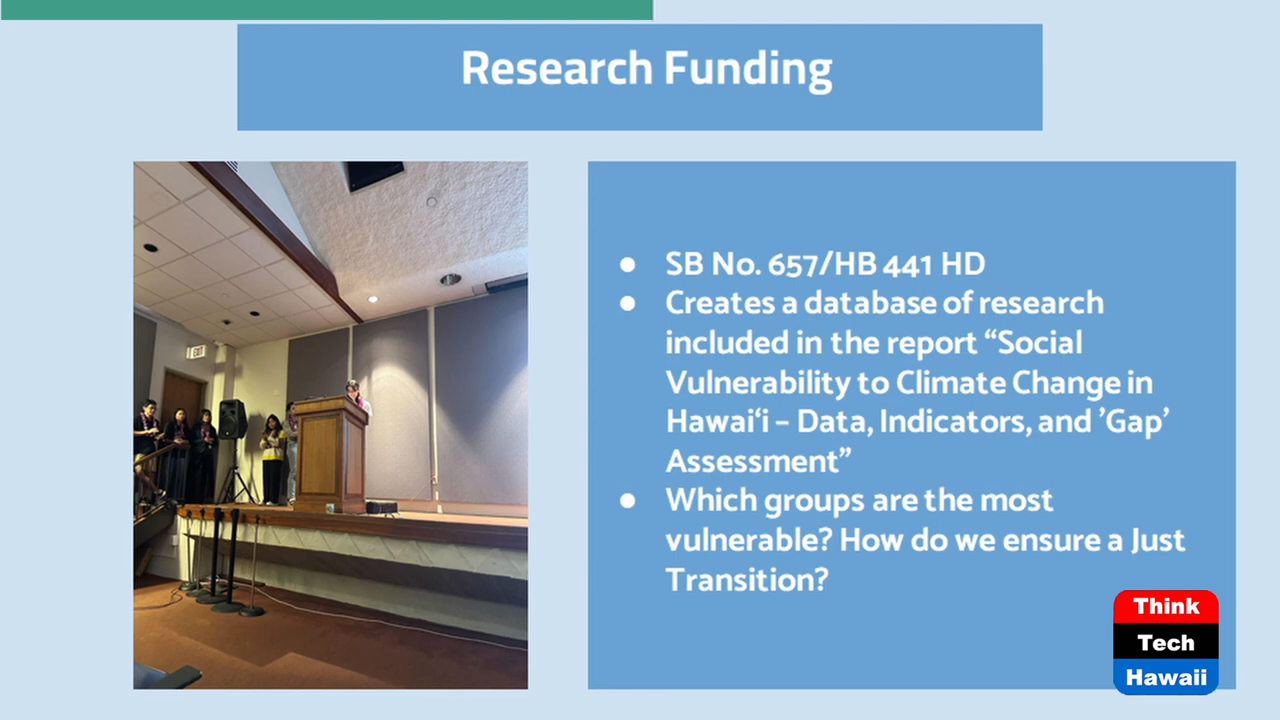 Research Funding
EXIT
● SB No. 657/HB 441 HD
● Creates a database of research
included in the report “Social
Vulnerability to Climate Change in
Hawai‘i – Data, Indicators, and ’Gap’
Assessment”
● Which groups are the most
vulnerable? How do we ensure a Just
Transition?
Think
Tech
Hawaii